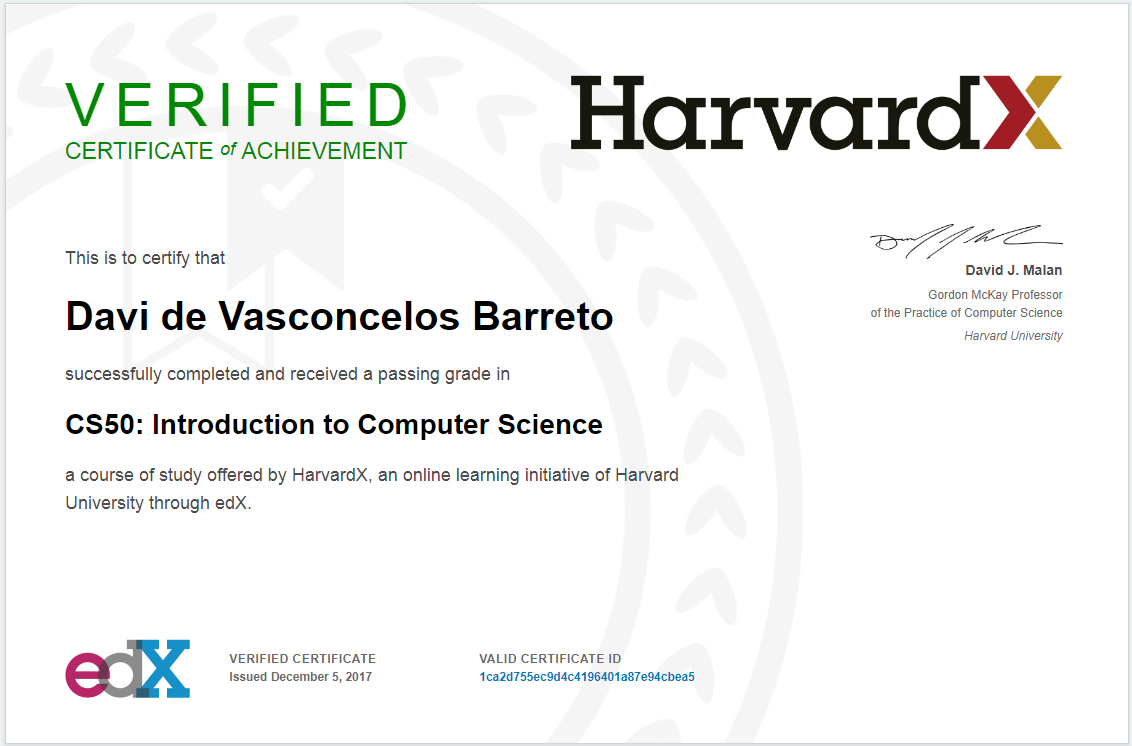 VERIFIED
CERTIFICATE of ACHIEVEMENT
HarvardX
This is to certify that
Davi de Vasconcelos Barreto
successfully completed and received a passing grade in
CS50: Introduction to Computer Science
a course of study offered by HarvardX, an online learning initiative of Harvard
University through edX.
David J. Malan
Gordon McKay Professor
of the Practice of Computer Science
Harvard University
edX
VERIFIED CERTIFICATE
Issued December 5, 2017
VALID CERTIFICATE ID
1ca2d755ec9d4c4196401a87e94cbea5